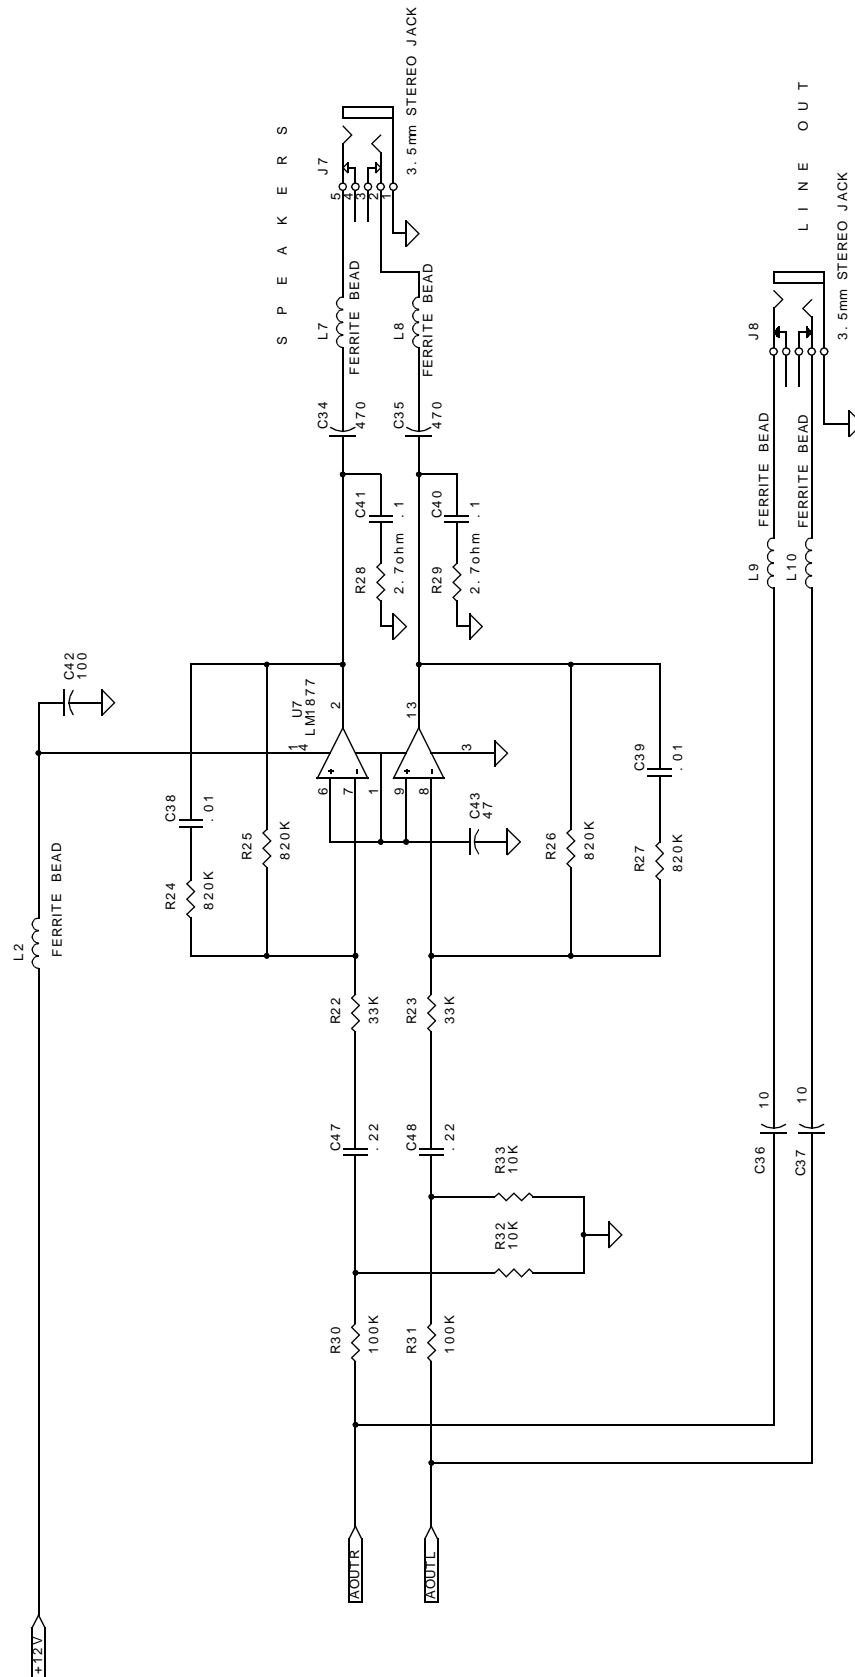 +12V
L2
FERRITE BEAD
C42
100
R24
820K
C38
.01
R25
820K
U7
LM1877
14
2
6
7
1
9
8
13
3
C43
47
R26
820K
R27
820K
C39
.01
AOUTR
AOUTL
R30
100K
R31
100K
R32
10K
R33
10K
C47
.22
C48
.22
R22
33K
R23
33K
R28
2.7ohm
C41
.1
R29
2.7ohm
C40
.1
C34
470
C35
470
L7
FERRITE BEAD
L8
FERRITE BEAD
SPEAKERS
J7
5
4
3
2
1
3.5mm STEREO JACK
C36
10
C37
10
L9
FERRITE BEAD
L10
FERRITE BEAD
J8
LINE OUT
3.5mm STEREO JACK